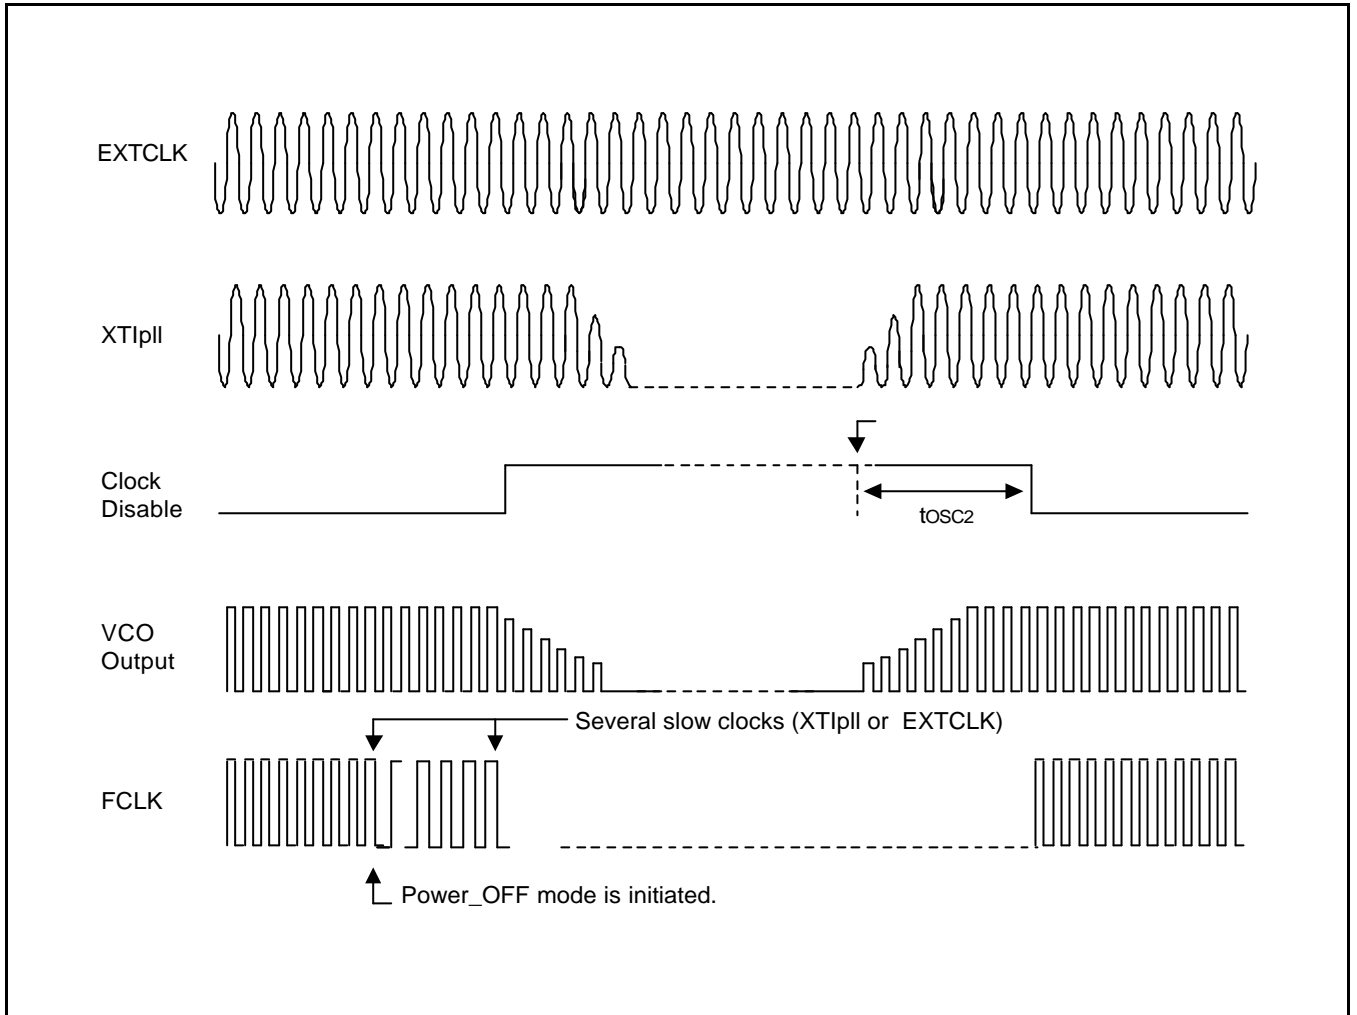 EXTCLK
XTIpll
Clock
Disable
tOSC2
VCO
Output
Several slow clocks (XTIpll or EXTCLK)
FCLK
Power_OFF mode is initiated.